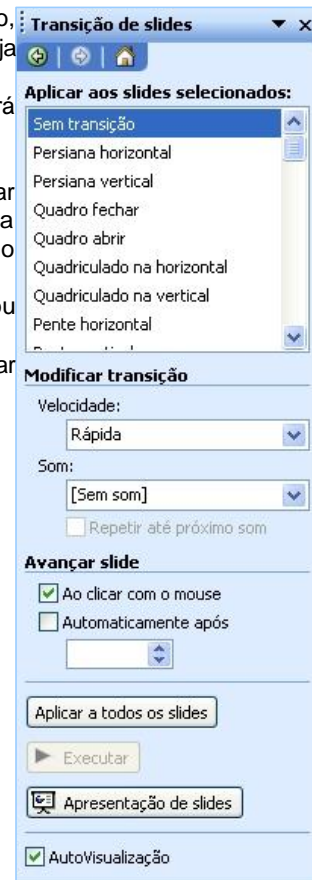 Transição de slides
Aplicar aos slides selecionados:
Sem transição
Persiana horizontal
Persiana vertical
Quadro fechar
Quadro abrir
Quadriculado na horizontal
Quadriculado na vertical
Pente horizontal
Modificar transição
Velocidade:
Rápida
Som:
[Sem som]
Repetir até próximo som
Avançar slide
Ao clicar com o mouse
Automaticamente após
Aplicar a todos os slides
Executar
Apresentação de slides
AutoVisualização